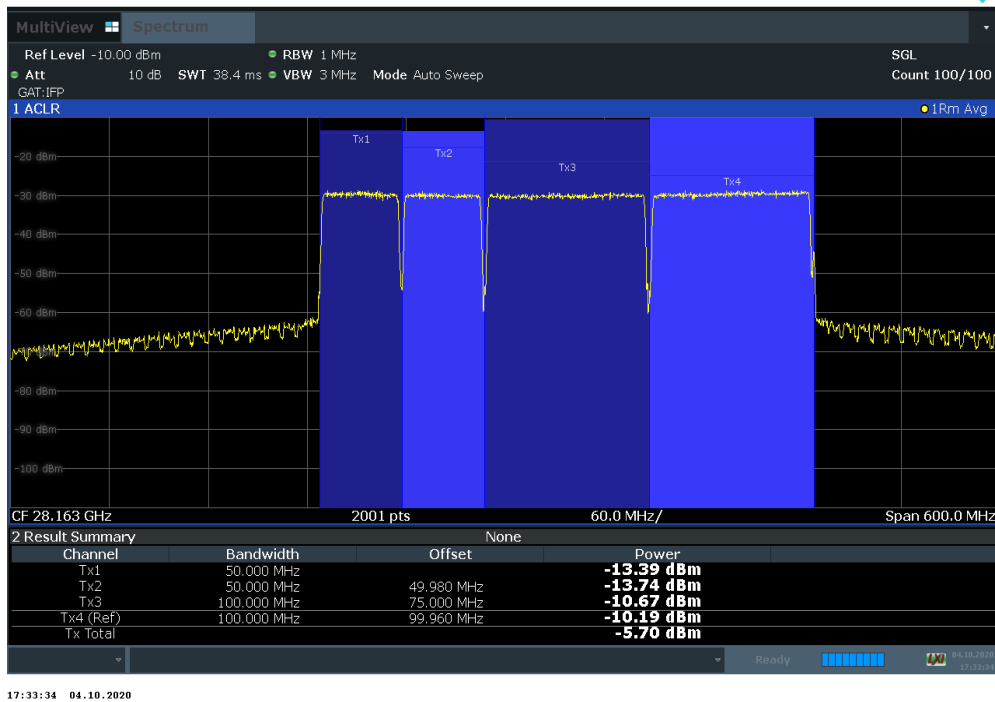 MultiView Spectrum
Ref Level -10.00 dBm RBW 1 MHz SGL
Att 10 dB SWT 38.4 ms VBW 3 MHz Mode Auto Sweep Count 100/100
GAT:IFP
1 ACLR 1Rm Avg
Tx1
Tx2
Tx3
Tx4
-20 dBm
-30 dBm
-40 dBm
-50 dBm
-60 dBm
-80 dBm
-90 dBm
-100 dBm
CF 28.163 GHz 2001 pts 60.0 MHz/ Span 600.0 MHz
2 Result Summary None
Channel Bandwidth Offset Power
Tx1 50.000 MHz -13.39 dBm
Tx2 50.000 MHz 49.980 MHz -13.74 dBm
Tx3 100.000 MHz 75.000 MHz -10.67 dBm
Tx4 (Ref) 100.000 MHz 99.960 MHz -10.19 dBm
Tx Total -5.70 dBm
Ready 04.10.2020
17:33:34
17:33:34 04.10.2020